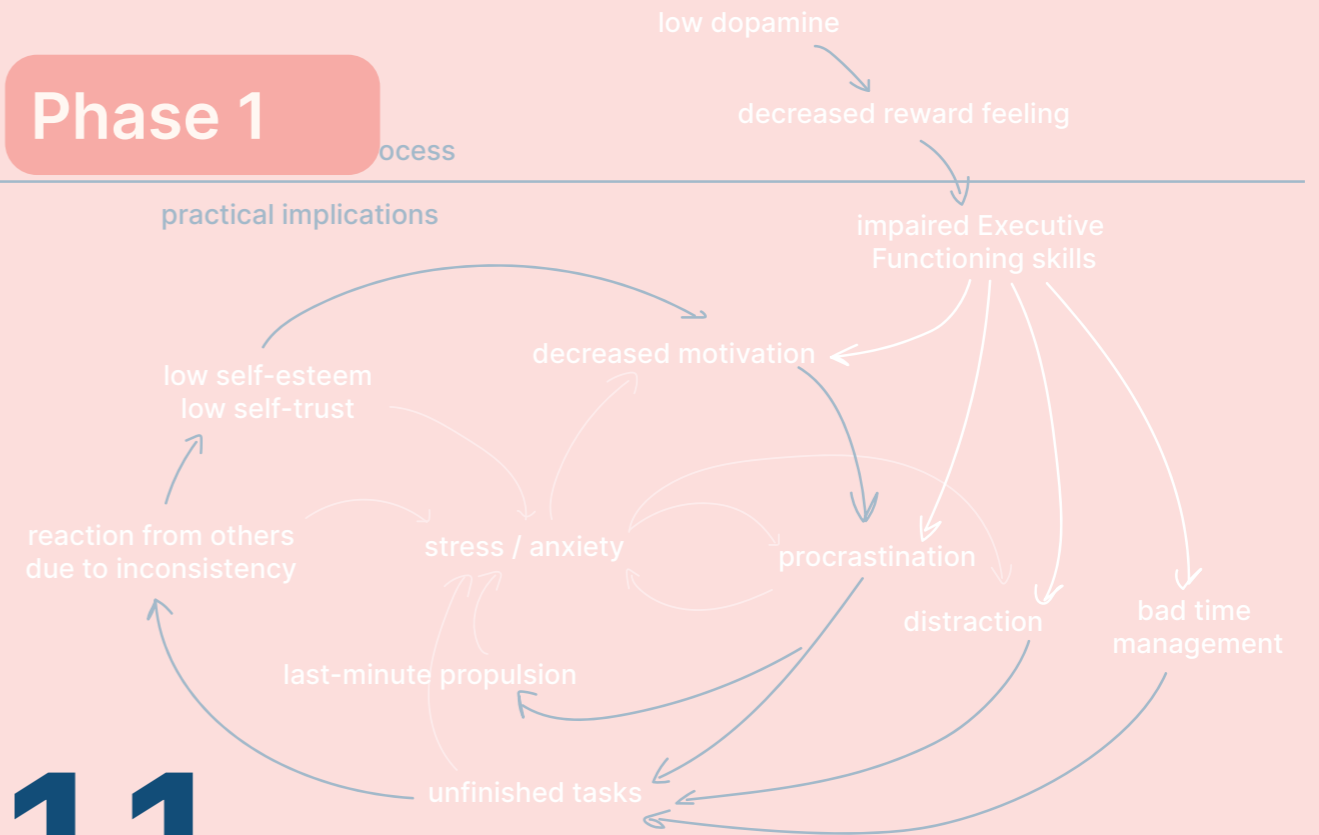 low dopamine
Phase 1
decreased reward feeling
ocess
practical implications
impaired Executive
Functioning skills
decreased motivation
low self-esteem
low self-trust
reaction from others
due to inconsistency
stress / anxiety
procrastination
distraction
bad time
management
last-minute propulsion
unfinished tasks
11